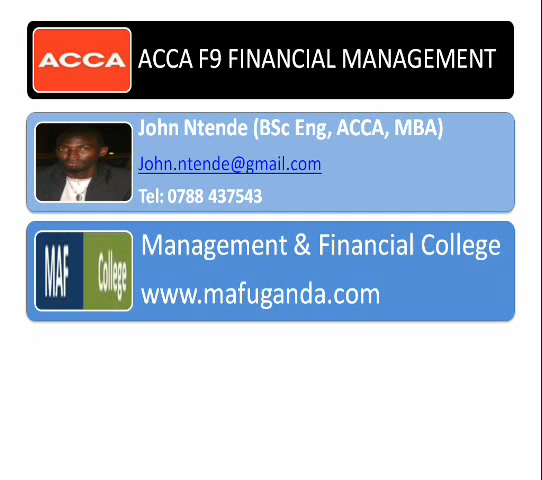 ACCA
ACCA F9 FINANCIAL MANAGEMENT
John Ntende (BSc Eng, ACCA, MBA)
John.ntende@gmail.com
Tel: 0788 437543
MAF College
Management & Financial College
www.mafuganda.com